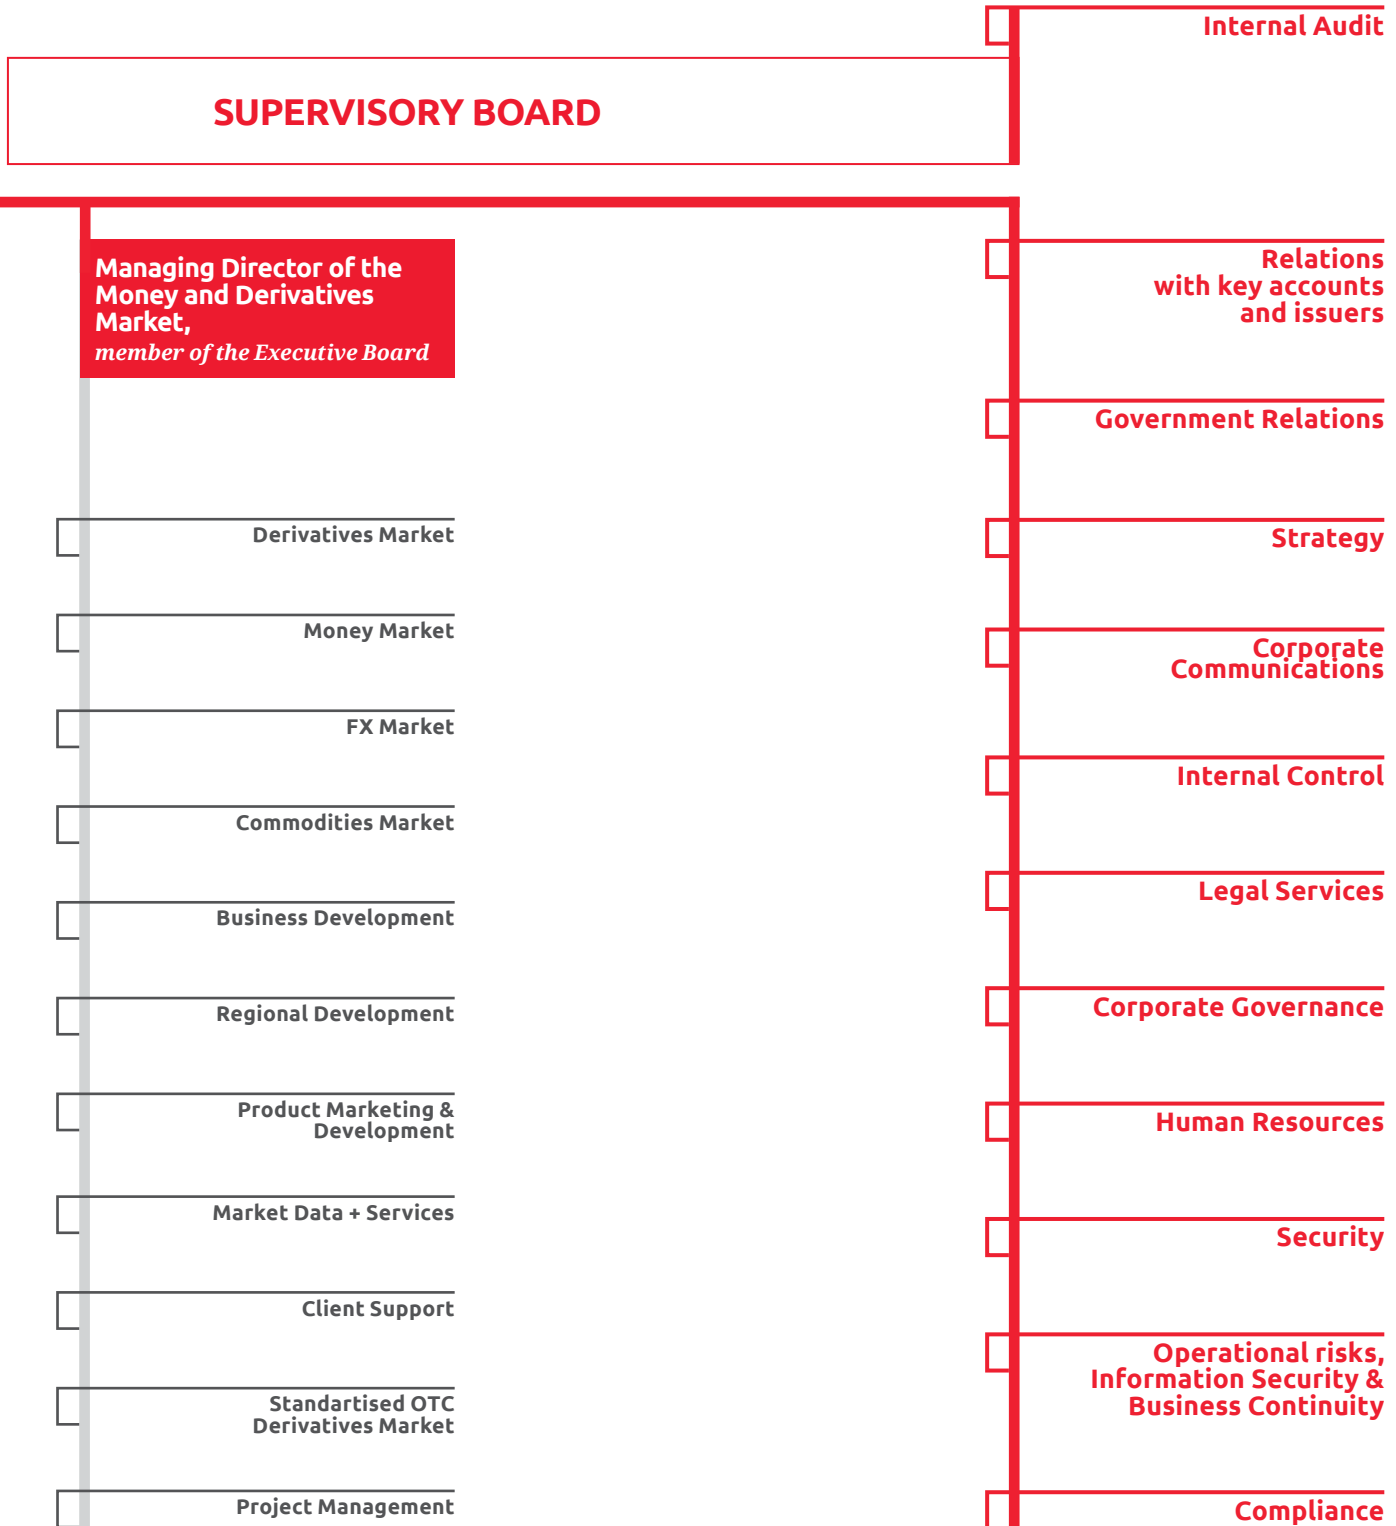 Internal Audit
SUPERVISORY BOARD
Managing Director of the
Money and Derivatives
Market,
member of the Executive Board
Derivatives Market
Money Market
FX Market
Commodities Market
Business Development
Regional Development
Product Marketing &
Development
Market Data + Services
Client Support
Standartised OTC
Derivatives Market
Project Management
Relations
with key accounts
and issuers
Government Relations
Strategy
Corporate
Communications
Internal Control
Legal Services
Corporate Governance
Human Resources
Security
Operational risks,
Information Security &
Business Continuity
Compliance